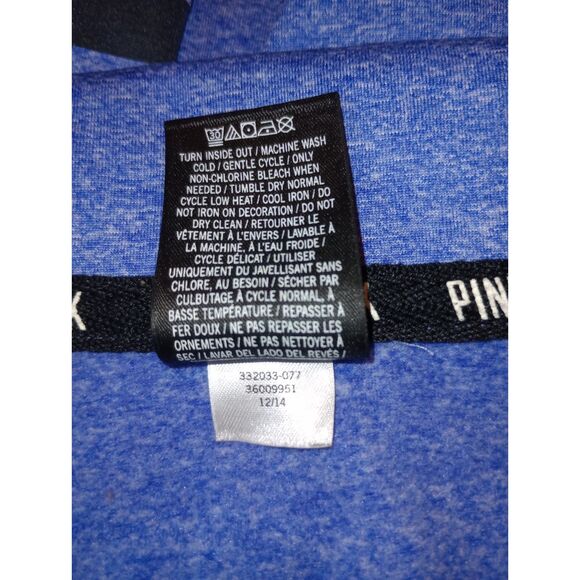 30
TURN INSIDE OUT / MACHINE WASH
COLD / GENTLE CYCLE / ONLY
NON-CHLORINE BLEACH WHEN
NEEDED / TUMBLE DRY NORMAL
CYCLE LOW HEAT / COOL IRON / DO
NOT IRON ON DECORATION / DO NOT
DRY CLEAN / RETOURNER LE
VÊTEMENT À L'ENVERS / LAVABLE À
LA MACHINE, À L'EAU FROIDE /
CYCLE DÉLICAT / UTILISER
UNIQUEMENT DU JAVELLISANT SANS
CHLORE, AU BESOIN / SÉCHER PAR
CULBUTAGE À CYCLE NORMAL, À
BASSE TEMPÉRATURE / REPASSER À
FER DOUX / NE PAS REPASSER LES
ORNEMENTS / NE PAS NETTOYER À
SEC / LAVAR DEL LADO DEL REVÉS /
K
K
PIN
332033-077
36009951
12/14